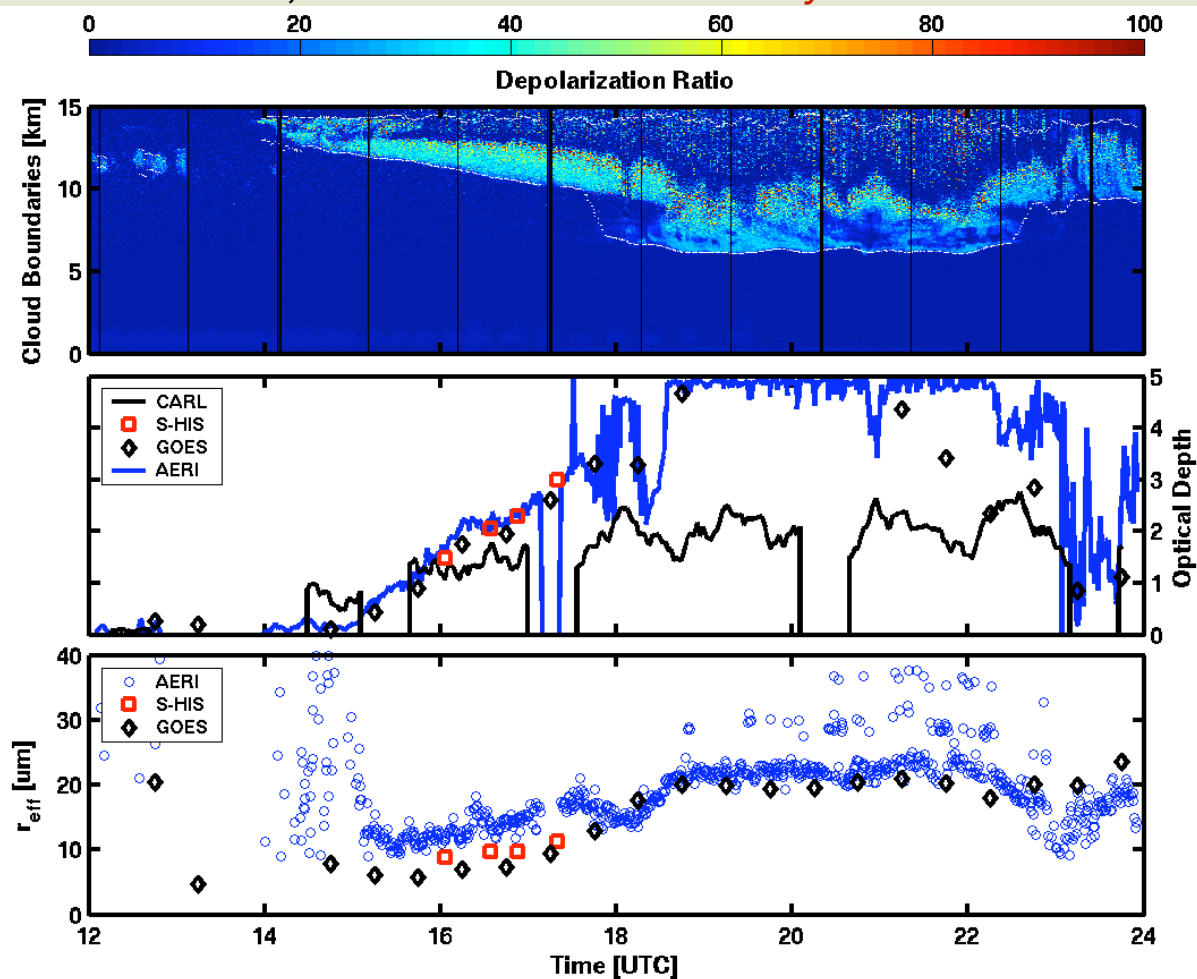 0 20 40 60 80 100
Depolarization Ratio
Cloud Boundaries [km]
15
10
5
0
CARL
S-HIS
GOES
AERI
5
4
3
2
1
0
Optical Depth
AERI
S-HIS
GOES
r_eff [um]
40
30
20
10
0
12 14 16 18 20 22 24
Time [UTC]